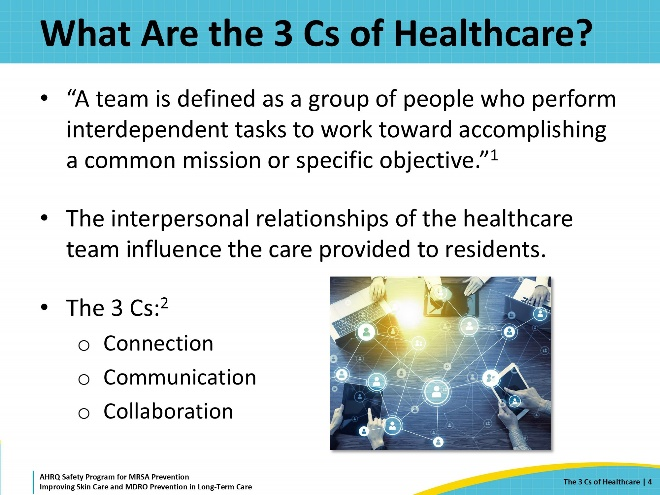 What Are the 3 Cs of Healthcare?
• “A team is defined as a group of people who perform
interdependent tasks to work toward accomplishing
a common mission or specific objective.”1
• The interpersonal relationships of the healthcare
team influence the care provided to residents.
• The 3 Cs:2
o Connection
o Communication
o Collaboration
AHRQ Safety Program for MRSA Prevention
Improving Skin Care and MDRO Prevention in Long-Term Care
The 3 Cs of Healthcare | 4